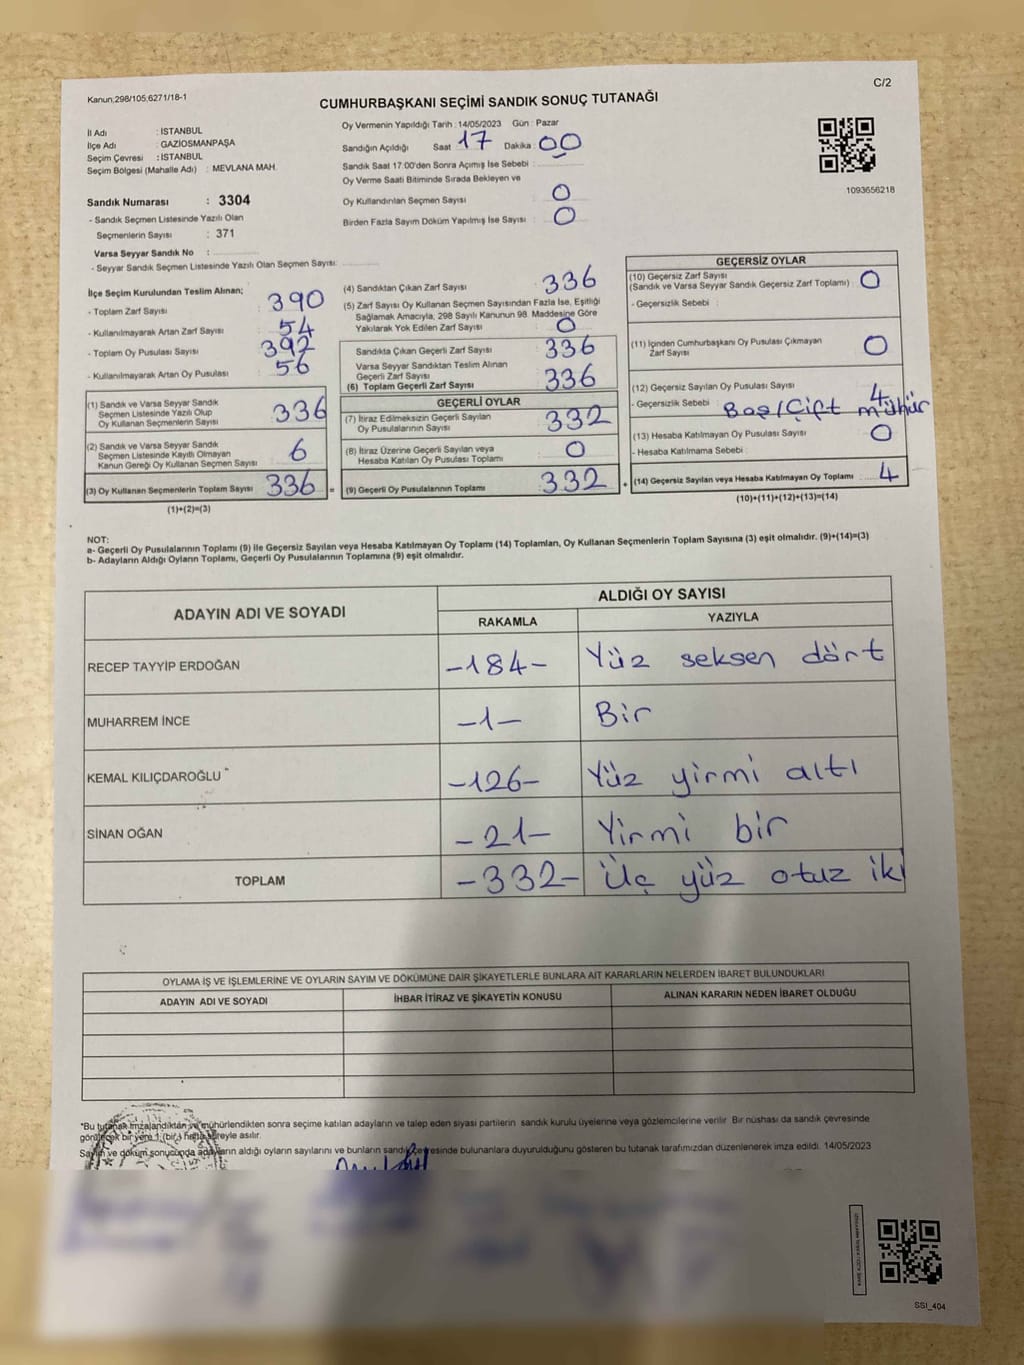 Kanun;298/105;6271/18-1
C/2
CUMHURBAŞKANI SEÇİMİ SANDIK SONUÇ TUTANAĞI
İl Adı : İSTANBUL
İlçe Adı : GAZİOSMANPAŞA
Seçim Çevresi : İSTANBUL
Seçim Bölgesi (Mahalle Adı) : MEVLANA MAH.
Sandık Numarası : 3304
- Sandık Seçmen Listesinde Yazılı Olan
Seçmenlerin Sayısı : 371
Varsa Seyyar Sandık No :
- Seyyar Sandık Seçmen Listesinde Yazılı Olan Seçmen Sayısı:
Oy Vermenin Yapıldığı Tarih : 14/05/2023 Gün : Pazar
Sandığın Açıldığı Saat 17 Dakika : 00
Sandık Saat 17:00'den Sonra Açımış İse Sebebi :
Oy Verme Saati Bitiminde Sırada Bekleyen ve
Oy Kullandırılan Seçmen Sayısı : 0
Birden Fazla Sayım Döküm Yapılmış İse Sayısı : 0
1093656218
İlçe Seçim Kurulundan Teslim Alınan;
- Toplam Zarf Sayısı : 390
- Kullanılmayarak Artan Zarf Sayısı : 54
- Toplam Oy Pusulası Sayısı : 392
- Kullanılmayarak Artan Oy Pusulası : 56
(1) Sandık ve Varsa Seyyar Sandık
Seçmen Listesinde Yazılı Olup
Oy Kullanan Seçmenlerin Sayısı : 336
(2) Sandık ve Varsa Seyyar Sandık
Seçmen Listesinde Kayıtlı Olmayan
Kanun Gereği Oy Kullanan Seçmen Sayısı : 6
(3) Oy Kullanan Seçmenlerin Toplam Sayısı : 336 =
(1)+(2)=(3)
(4) Sandıktan Çıkan Zarf Sayısı : 336
(5) Zarf Sayısı Oy Kullanan Seçmen Sayısından Fazla İse, Eşitliği
Sağlamak Amacıyla, 298 Sayılı Kanunun 98. Maddesine Göre
Yakılarak Yok Edilen Zarf Sayısı : 0
Sandıkta Çıkan Geçerli Zarf Sayısı : 336
Varsa Seyyar Sandıktan Teslim Alınan
Geçerli Zarf Sayısı :
(6) Toplam Geçerli Zarf Sayısı : 336
GEÇERLİ OYLAR
(7) İtiraz Edilmeksizin Geçerli Sayılan
Oy Pusulalarının Sayısı : 332
(8) İtiraz Üzerine Geçerli Sayılan veya
Hesaba Katılan Oy Pusulası Toplamı : 0
(9) Geçerli Oy Pusulalarının Toplamı : 332 +
GEÇERSİZ OYLAR
(10) Geçersiz Zarf Sayısı
(Sandık ve Varsa Seyyar Sandık Geçersiz Zarf Toplamı) : 0
- Geçersizlik Sebebi :
(11) İçinden Cumhurbaşkanı Oy Pusulası Çıkmayan
Zarf Sayısı : 0
(12) Geçersiz Sayılan Oy Pusulası Sayısı : 4
- Geçersizlik Sebebi : Boş/Çift mühür
(13) Hesaba Katılmayan Oy Pusulası Sayısı : 0
- Hesaba Katılmama Sebebi :
(14) Geçersiz Sayılan veya Hesaba Katılmayan Oy Toplamı : 4
(10)+(11)+(12)+(13)=(14)
NOT:
a- Geçerli Oy Pusulalarının Toplamı (9) ile Geçersiz Sayılan veya Hesaba Katılmayan Oy Toplamı (14) Toplamları, Oy Kullanan Seçmenlerin Toplam Sayısına (3) eşit olmalıdır. (9)+(14)=(3)
b- Adayların Aldığı Oyların Toplamı, Geçerli Oy Pusulalarının Toplamına (9) eşit olmalıdır.
ADAYIN ADI VE SOYADI
ALDIĞI OY SAYISI
RAKAMLA YAZIYLA
RECEP TAYYİP ERDOĞAN -184- Yüz seksen dört
MUHARREM İNCE -1- Bir
KEMAL KILIÇDAROĞLU -126- Yüz yirmi altı
SİNAN OĞAN -21- Yirmi bir
TOPLAM -332- Üç yüz otuz iki
OYLAMA İŞ VE İŞLEMLERİNE VE OYLARIN SAYIM VE DÖKÜMÜNE DAİR ŞİKAYETLERLE BUNLARA AİT KARARLARIN NELERDEN İBARET BULUNDUKLARI
ADAYIN ADI VE SOYADI İHBAR İTİRAZ VE ŞİKAYETİN KONUSU ALINAN KARARIN NEDEN İBARET OLDUĞU
*Bu tutanak imzalandıktan ve mühürlendikten sonra seçime katılan adayların ve talep eden siyasi partilerin sandık kurulu üyelerine veya gözlemcilerine verilir. Bir nüshası da sandık çevresinde
görülecek bir yere 1 (bir) hafta süreyle asılır.
Sayım ve döküm sonucunda adayların aldığı oyların sayılarını ve bunların sandık çevresinde bulunanlara duyurulduğunu gösteren bu tutanak tarafımızdan düzenlenerek imza edildi. 14/05/2023
SSI_404